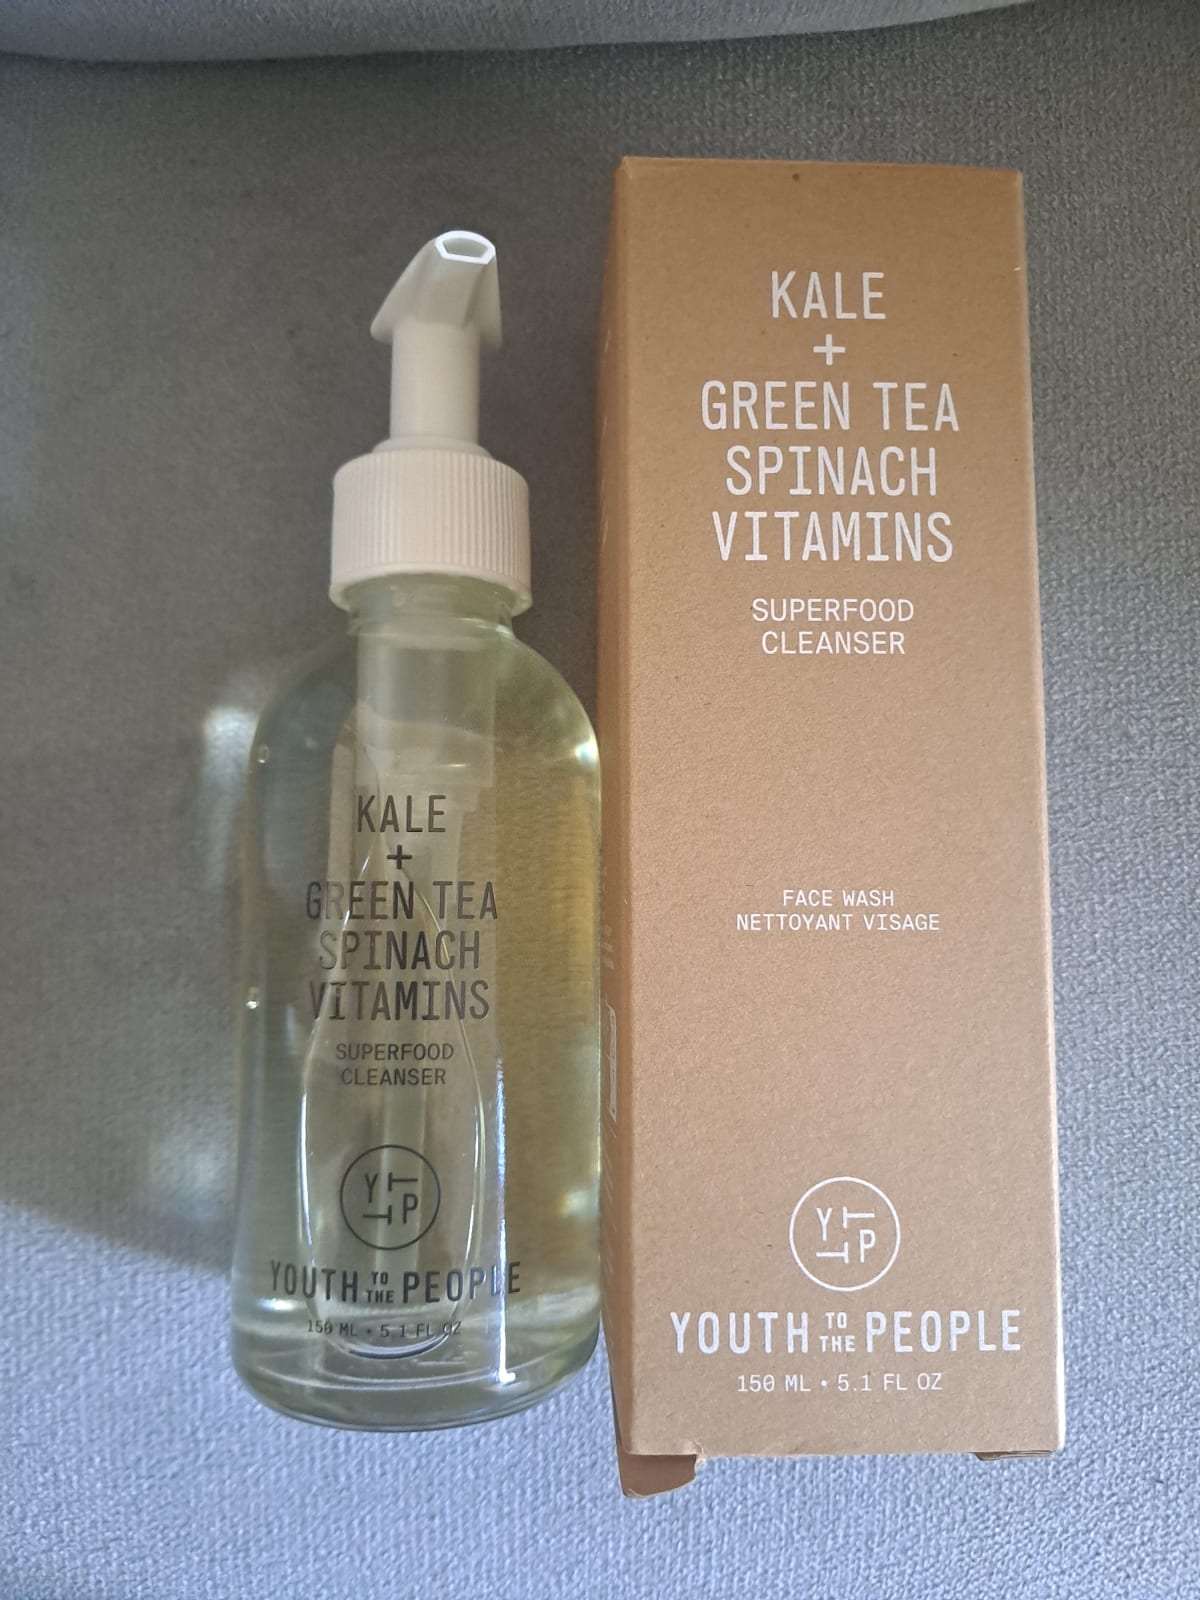 KALE
+
GREEN TEA
SPINACH
VITAMINS
SUPERFOOD
CLEANSER
YTTP
YOUTH TO THE PEOPLE
150 ML • 5.1 FL OZ
KALE
+
GREEN TEA
SPINACH
VITAMINS
SUPERFOOD
CLEANSER
FACE WASH
NETTOYANT VISAGE
YTTP
YOUTH TO THE PEOPLE
150 ML • 5.1 FL OZ